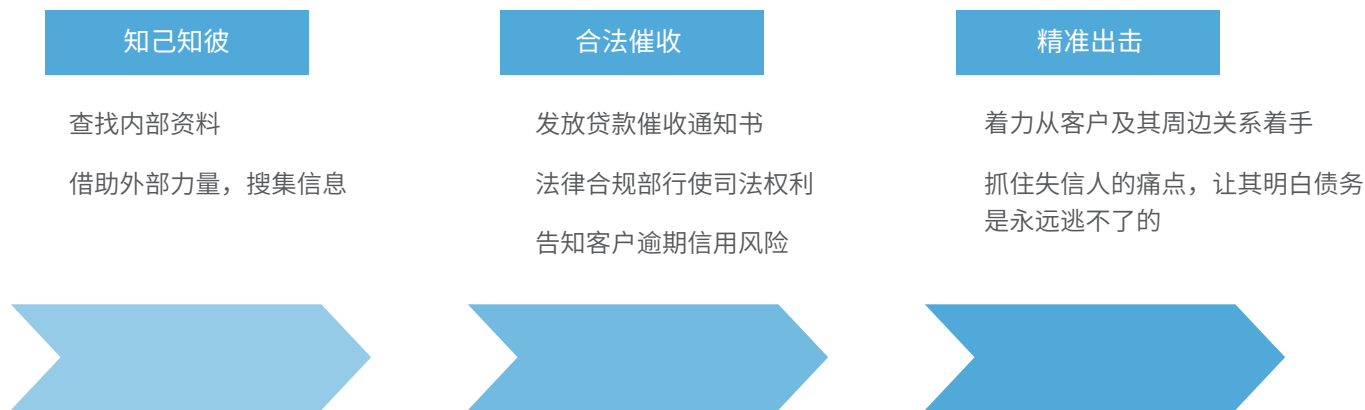 知己知彼
查找内部资料
借助外部力量，搜集信息
合法催收
发放贷款催收通知书
法律合规部行使司法权利
告知客户逾期信用风险
精准出击
着力从客户及其周边关系着手
抓住失信人的痛点，让其明白债务
是永远逃不了的